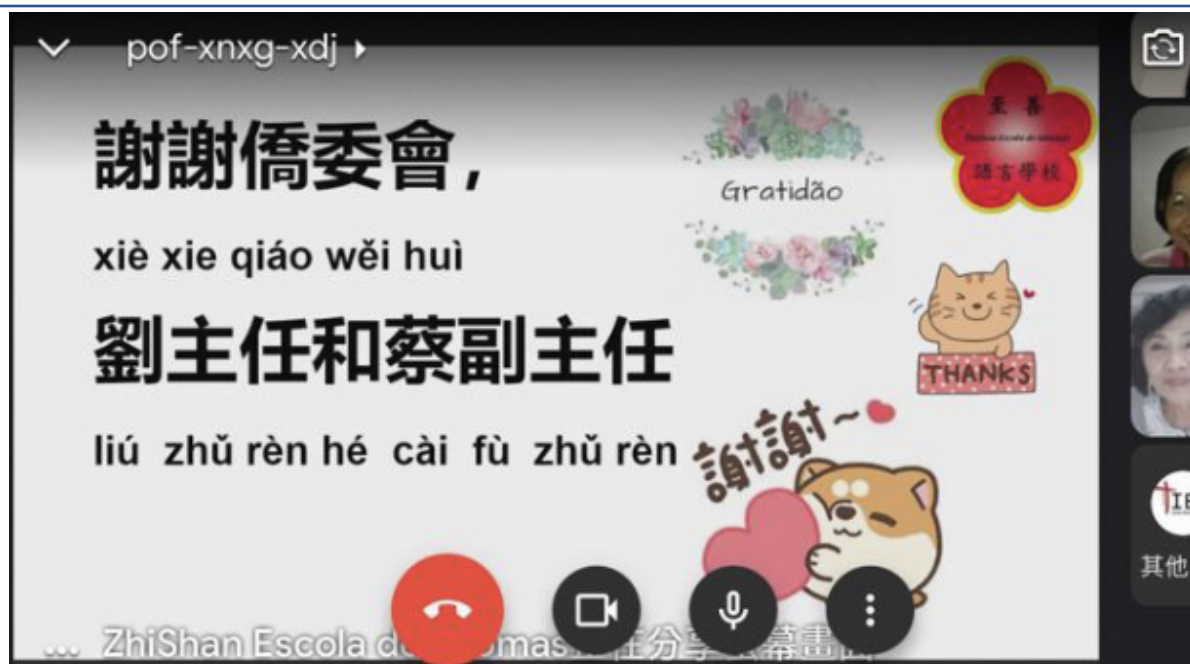 pof-xnxg-xdj
謝謝僑委會,
xiè xie qiáo wěi huì
劉主任和蔡副主任
liú zhǔ rèn hé cài fù zhǔ rèn
Gratidão
至善
語言學校
THANKS
謝謝~
IB
其他
... ZhiShan Escola de